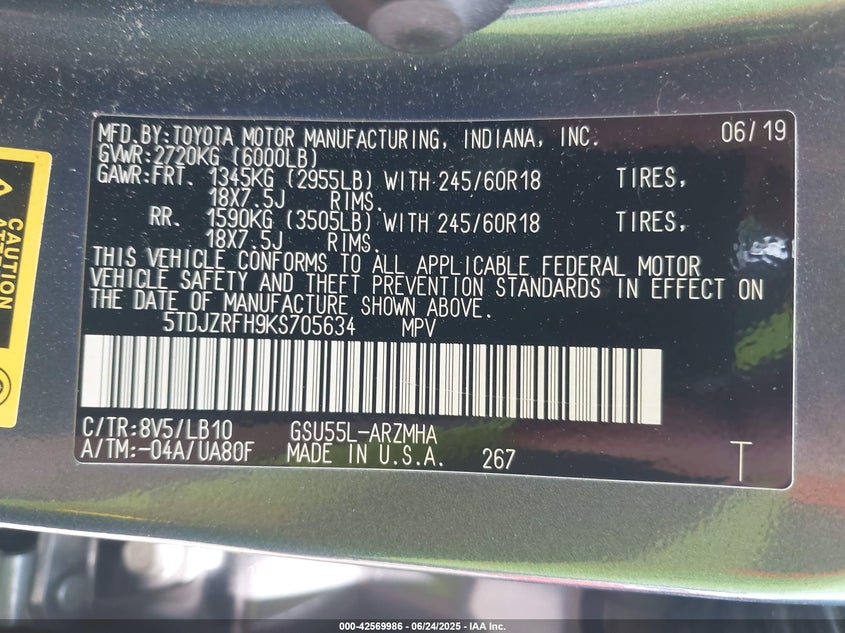 MFD.BY:TOYOTA MOTOR MANUFACTURING, INDIANA, INC. 06/19
GVWR:2720KG (6000LB)
GAWR:FRT. 1345KG (2955LB) WITH 245/60R18 TIRES,
18X7.5J RIMS.
RR. 1590KG (3505LB) WITH 245/60R18 TIRES,
18X7.5J RIMS.
THIS VEHICLE CONFORMS TO ALL APPLICABLE FEDERAL MOTOR
VEHICLE SAFETY AND THEFT PREVENTION STANDARDS IN EFFECT ON
THE DATE OF MANUFACTURE SHOWN ABOVE.
5TDJZRFH9KS705634 MPV
C/TR:8V5/LB10 GSU55L-ARZMHA
A/TM:-04A/UA80F MADE IN U.S.A. 267 T
CAUTION
000-42569986 - 06/24/2025 - IAA Inc.